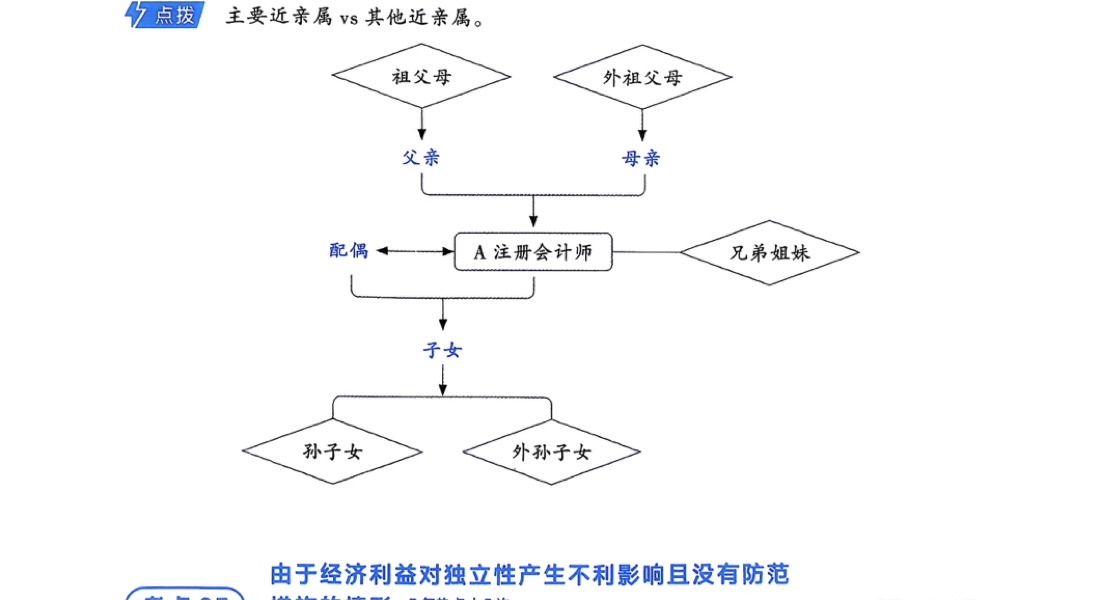 点拨 主要近亲属 vs 其他近亲属。
祖父母 外祖父母
父亲 母亲
配偶 A 注册会计师 兄弟姐妹
子女
孙子女 外孙子女
由于经济利益对独立性产生不利影响且没有防范